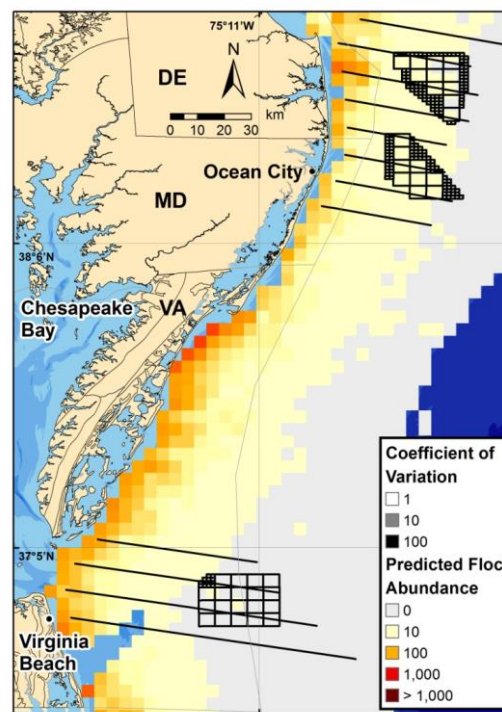 75°11'W
N
DE
0 10 20 30
km
Ocean City
MD
38°6'N
Chesapeake
Bay
VA
37°5'N
Virginia
Beach
Coefficient of
Variation
1
10
100
Predicted Floc
Abundance
0
10
100
1,000
> 1,000